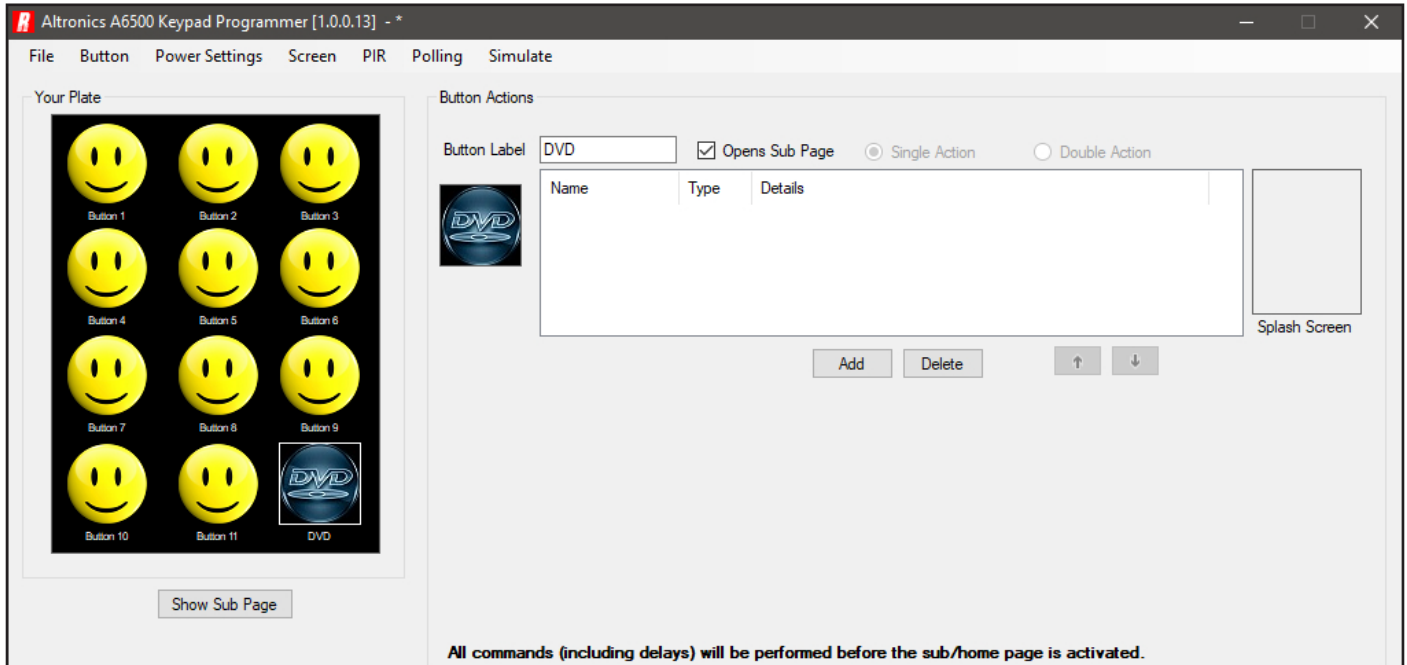 Altronics A6500 Keypad Programmer [1.0.0.13] - *
File Button Power Settings Screen PIR Polling Simulate
Your Plate
Button 1 Button 2 Button 3
Button 4 Button 5 Button 6
Button 7 Button 8 Button 9
DVD
Button 10 Button 11 DVD
Show Sub Page
Button Actions
Button Label DVD Opens Sub Page Single Action Double Action
DVD
Name Type Details
Splash Screen
Add Delete
All commands (including delays) will be performed before the sub/home page is activated.